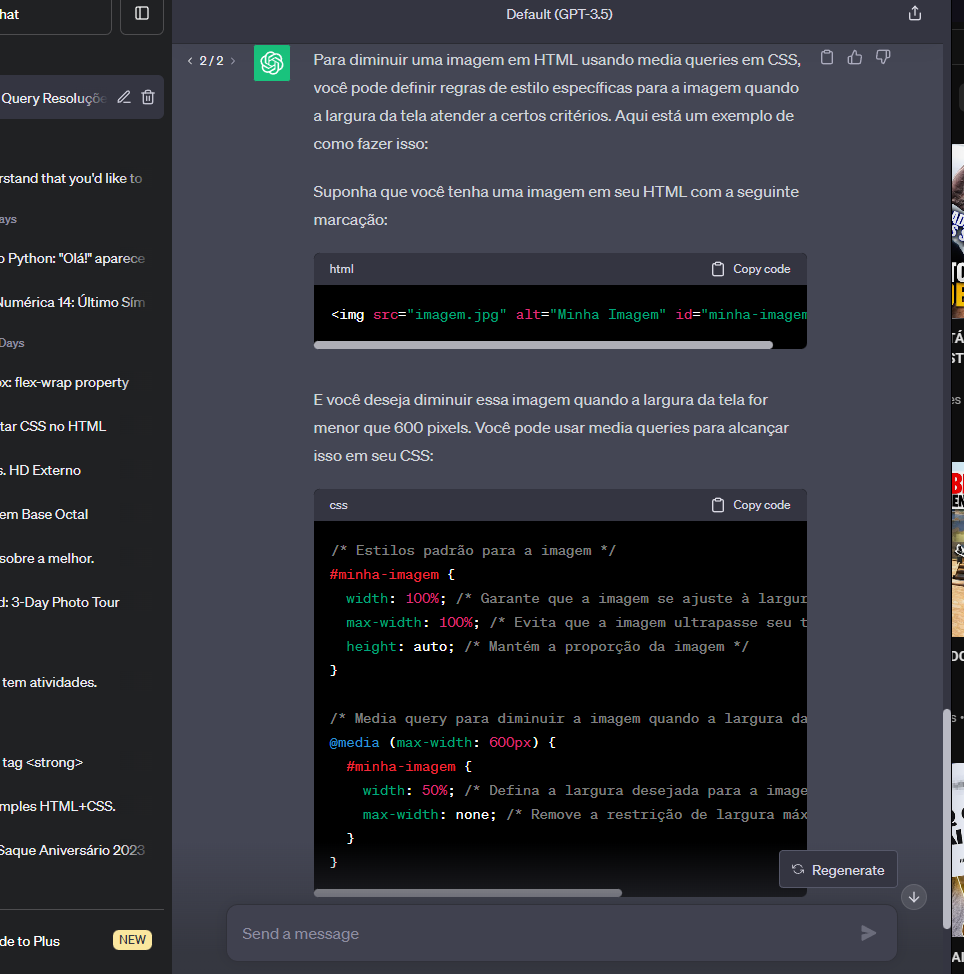 hat
Query Resoluçõe
rstand that you'd like to
ays
o Python: "Olá!" aparece
Numérica 14: Último Sím
Days
ox: flex-wrap property
tar CSS no HTML
s. HD Externo
em Base Octal
sobre a melhor.
d: 3-Day Photo Tour
tem atividades.
tag <strong>
mples HTML+CSS.
Saque Aniversário 2023
de to Plus
NEW
Default (GPT-3.5)
2 / 2
Para diminuir uma imagem em HTML usando media queries em CSS,
você pode definir regras de estilo específicas para a imagem quando
a largura da tela atender a certos critérios. Aqui está um exemplo de
como fazer isso:
Suponha que você tenha uma imagem em seu HTML com a seguinte
marcação:
html
Copy code
<img src="imagem.jpg" alt="Minha Imagem" id="minha-imagem
E você deseja diminuir essa imagem quando a largura da tela for
menor que 600 pixels. Você pode usar media queries para alcançar
isso em seu CSS:
css
Copy code
/* Estilos padrão para a imagem */
#minha-imagem {
width: 100%; /* Garante que a imagem se ajuste à largur
max-width: 100%; /* Evita que a imagem ultrapasse seu t
height: auto; /* Mantém a proporção da imagem */
}
/* Media query para diminuir a imagem quando a largura da
@media (max-width: 600px) {
#minha-imagem {
width: 50%; /* Defina a largura desejada para a image
max-width: none; /* Remove a restrição de largura máx
}
}
Regenerate
Send a message